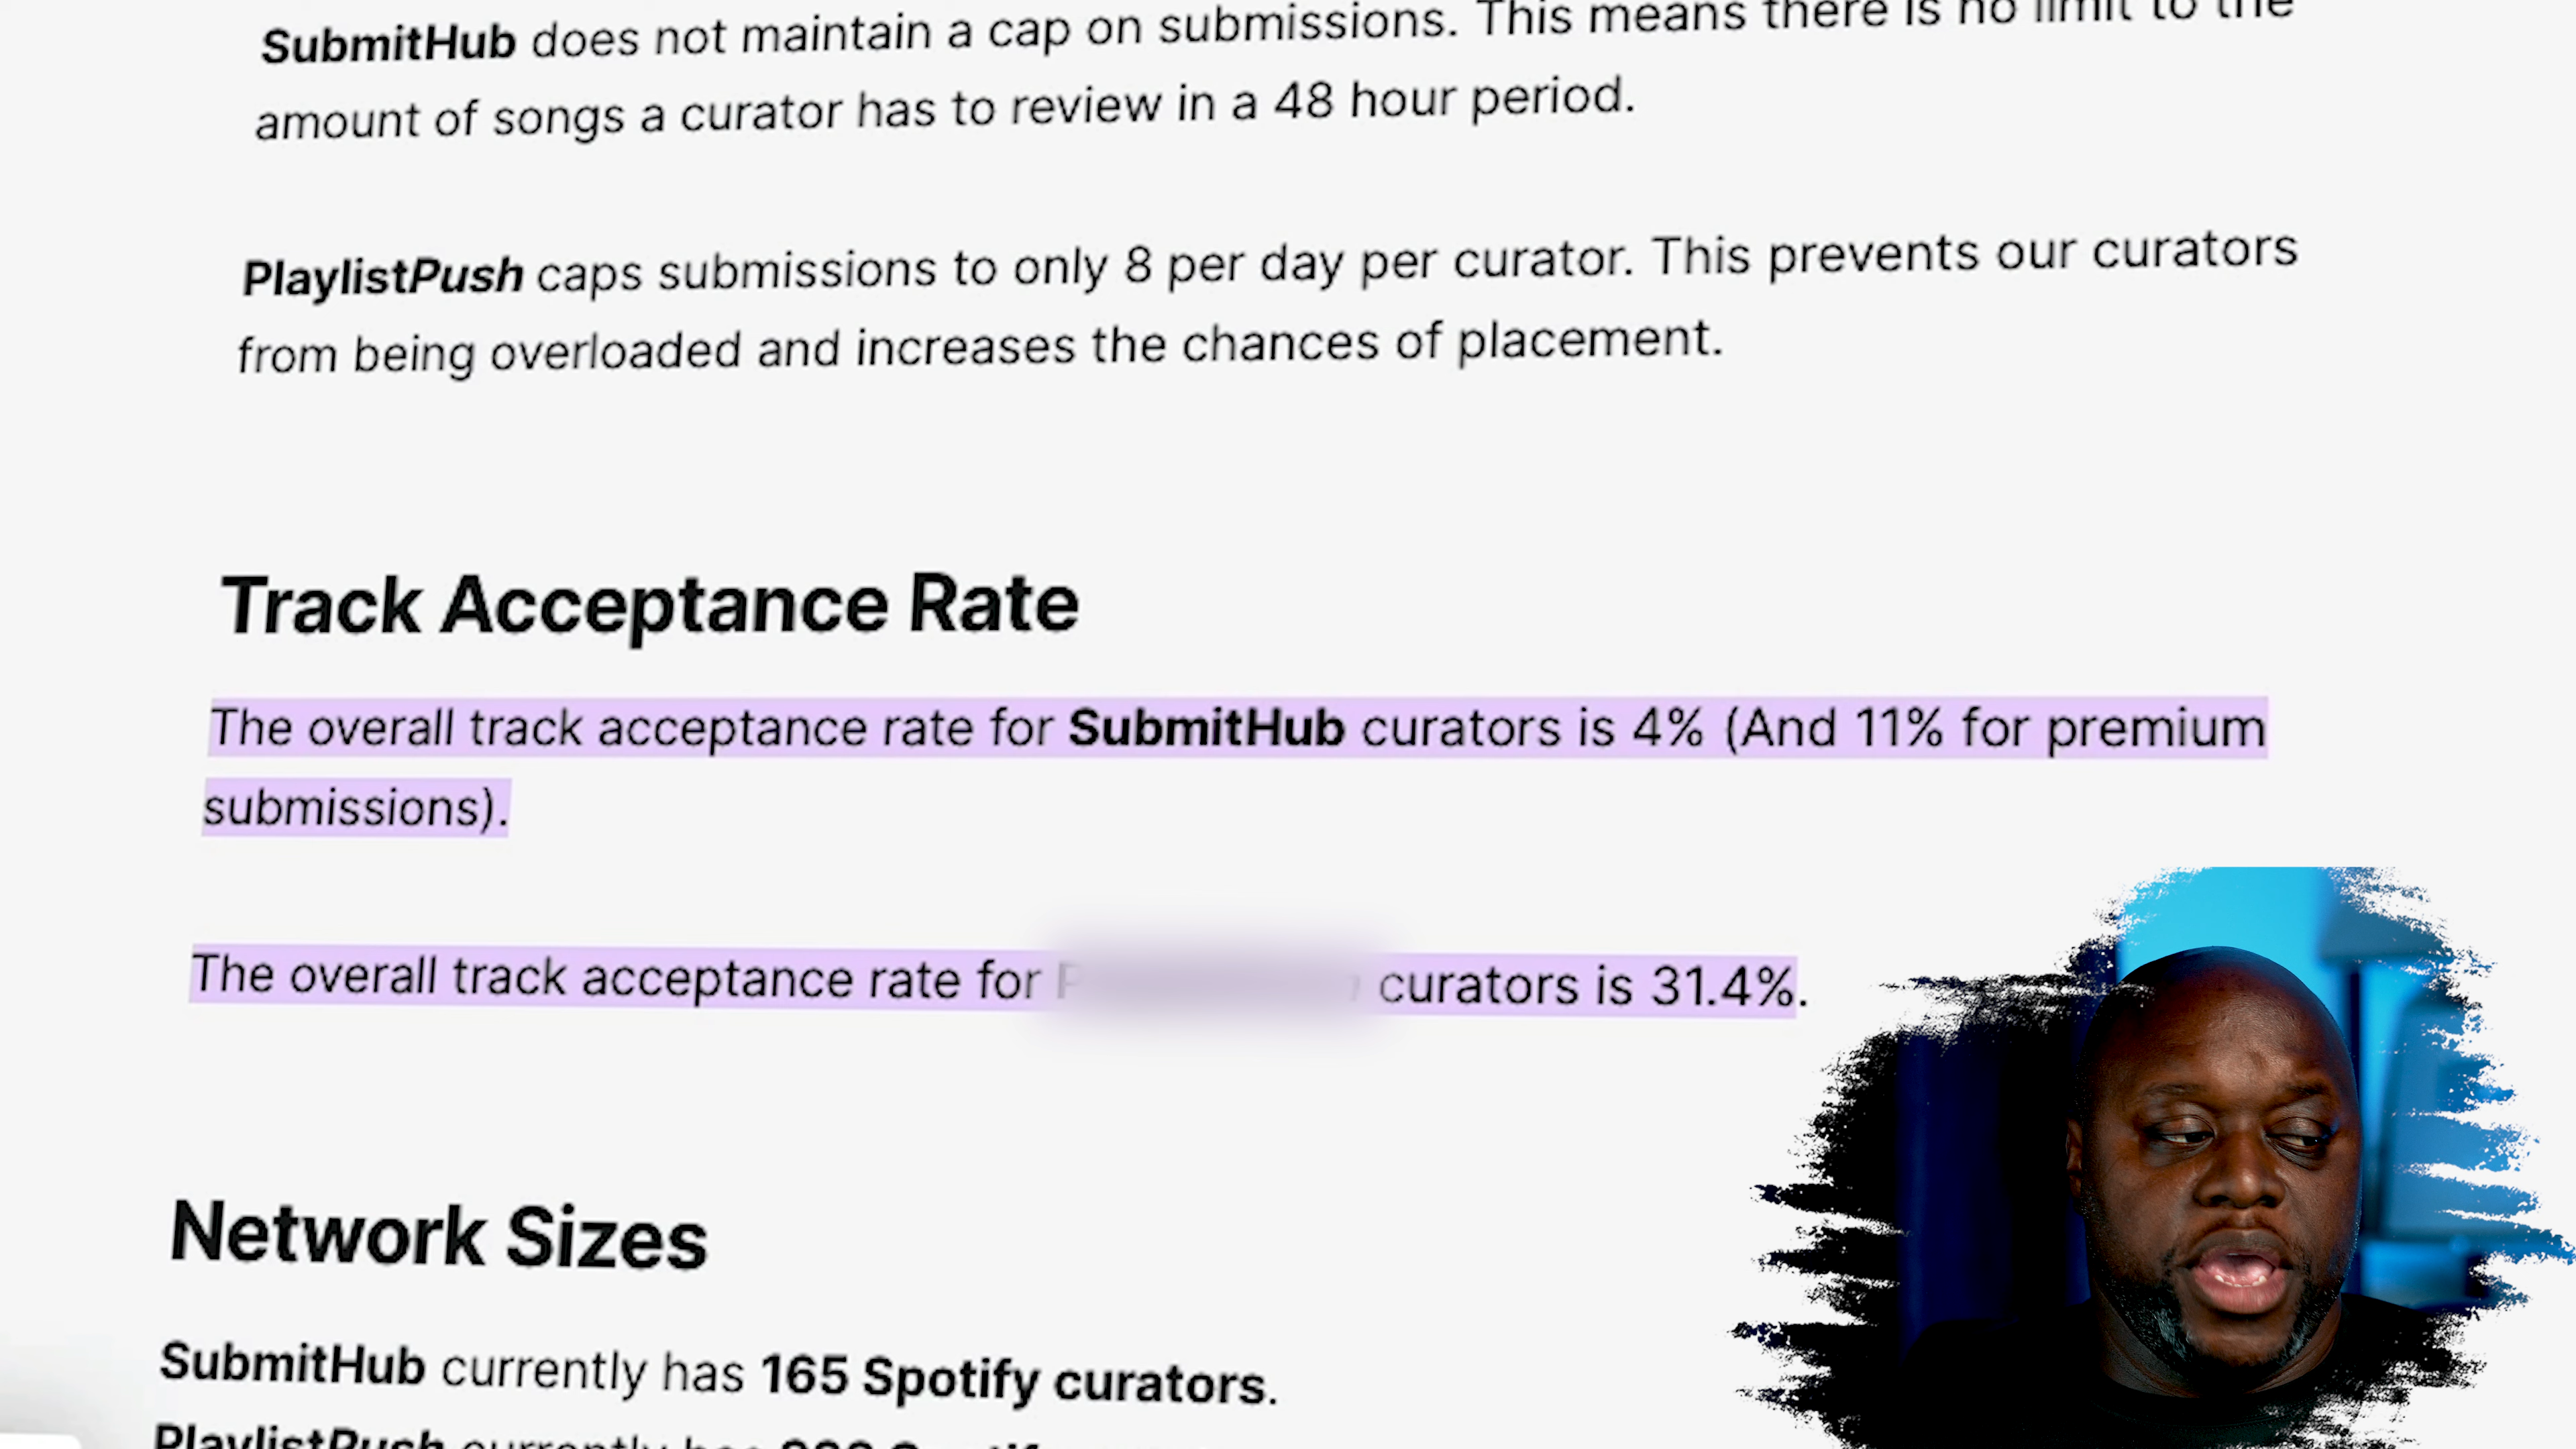 SubmitHub does not maintain a cap on submissions. This means there is no limit to the
amount of songs a curator has to review in a 48 hour period.
PlaylistPush caps submissions to only 8 per day per curator. This prevents our curators
from being overloaded and increases the chances of placement.
Track Acceptance Rate
The overall track acceptance rate for SubmitHub curators is 4% (And 11% for premium
submissions).
The overall track acceptance rate for curators is 31.4%.
Network Sizes
SubmitHub currently has 165 Spotify curators.
PlaylistPush currently has